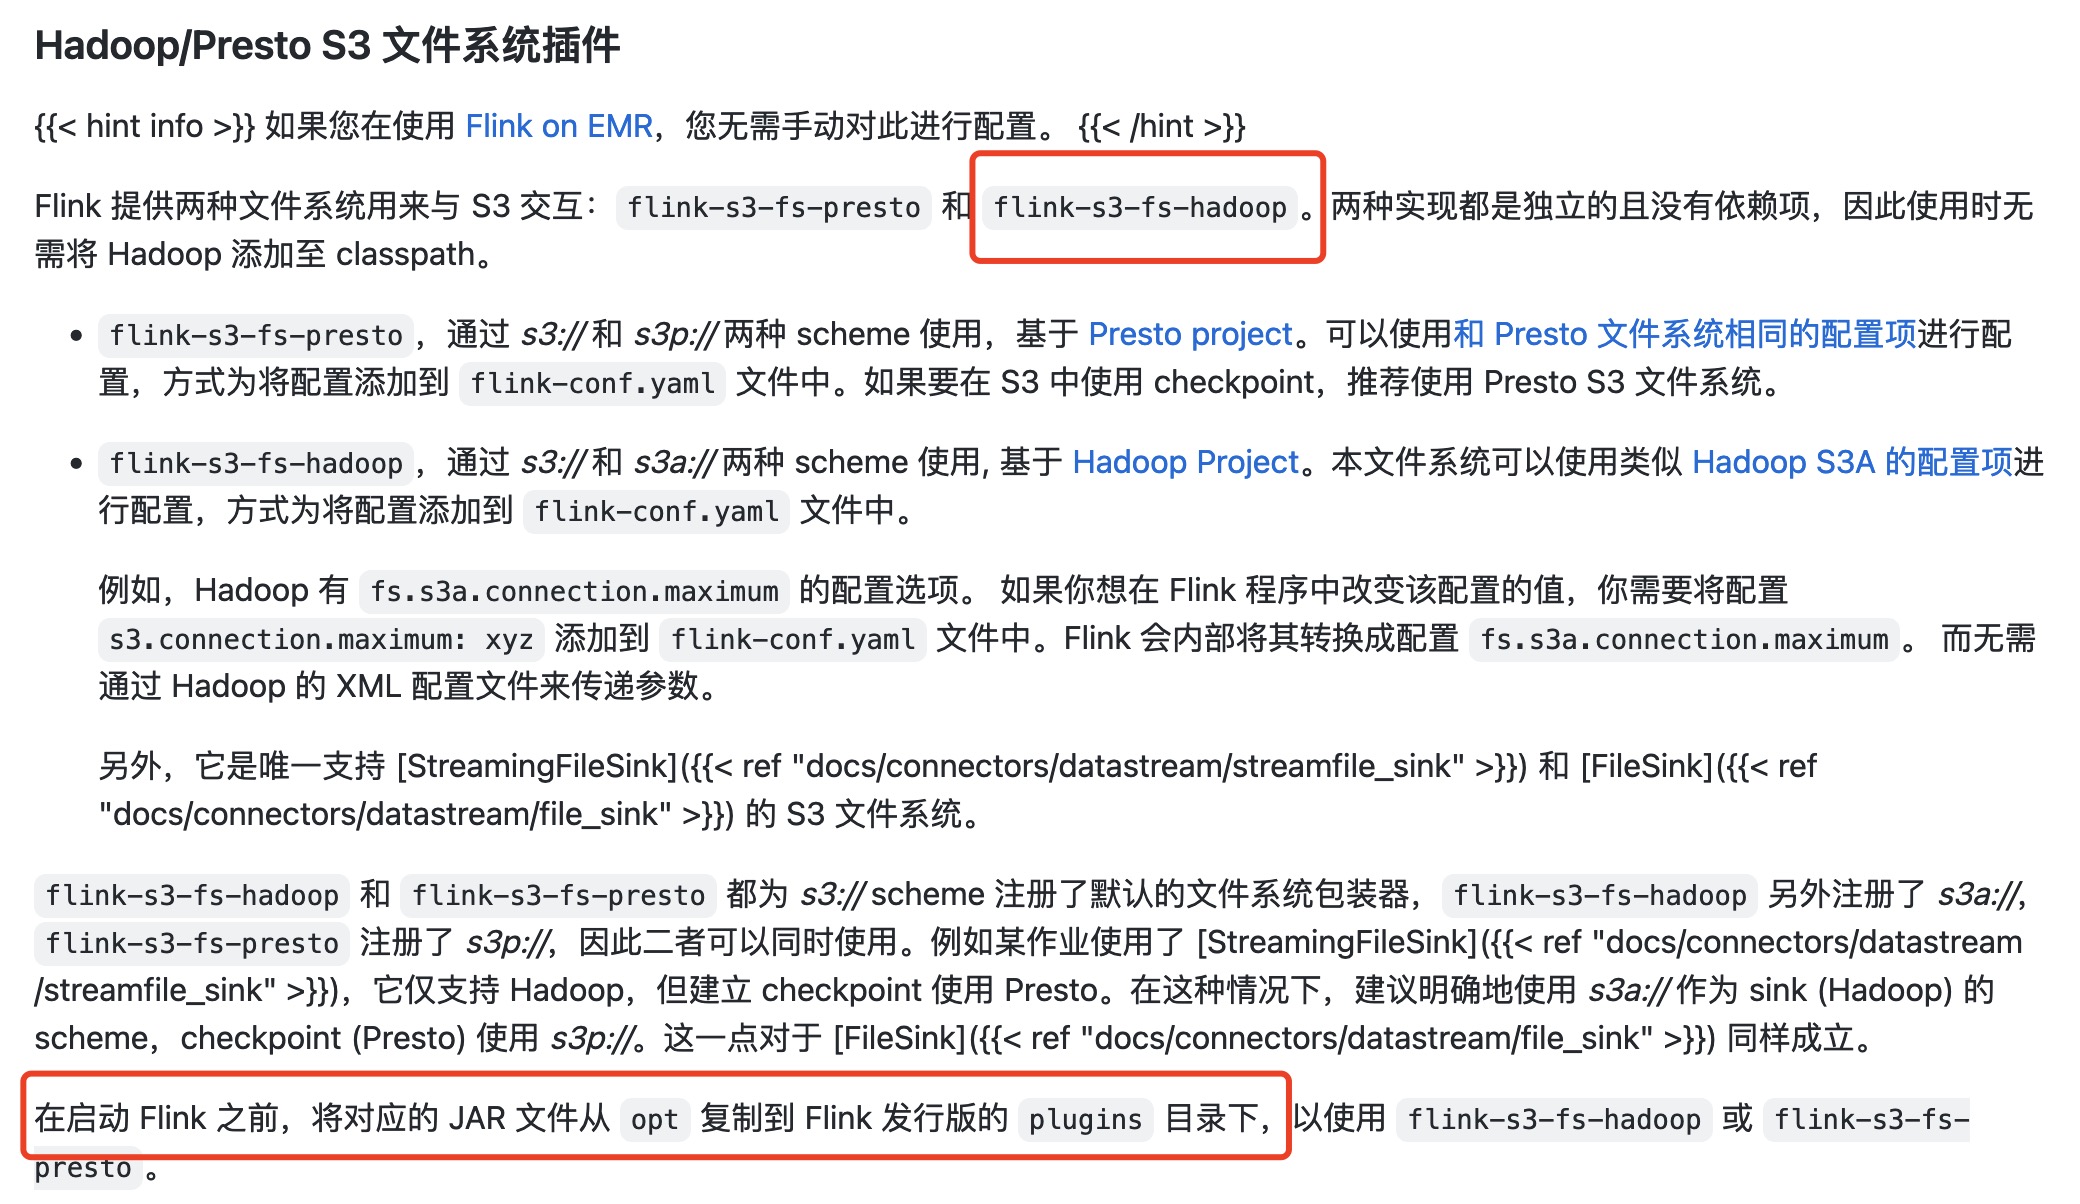 Hadoop/Presto S3 文件系统插件
{{< hint info >}} 如果您在使用 Flink on EMR，您无需手动对此进行配置。 {{< /hint >}}
Flink 提供两种文件系统用来与 S3 交互： flink-s3-fs-presto 和 flink-s3-fs-hadoop 。两种实现都是独立的且没有依赖项，因此使用时无
需将 Hadoop 添加至 classpath。
• flink-s3-fs-presto ，通过 s3:// 和 s3p:// 两种 scheme 使用，基于 Presto project。可以使用和 Presto 文件系统相同的配置项进行配
置，方式为将配置添加到 flink-conf.yaml 文件中。如果要在 S3 中使用 checkpoint，推荐使用 Presto S3 文件系统。
• flink-s3-fs-hadoop ，通过 s3:// 和 s3a:// 两种 scheme 使用, 基于 Hadoop Project。本文件系统可以使用类似 Hadoop S3A 的配置项进
行配置，方式为将配置添加到 flink-conf.yaml 文件中。
例如，Hadoop 有 fs.s3a.connection.maximum 的配置选项。 如果你想在 Flink 程序中改变该配置的值，你需要将配置
s3.connection.maximum: xyz 添加到 flink-conf.yaml 文件中。Flink 会内部将其转换成配置 fs.s3a.connection.maximum 。 而无需
通过 Hadoop 的 XML 配置文件来传递参数。
另外，它是唯一支持 [StreamingFileSink]({{< ref "docs/connectors/datastream/streamfile_sink" >}}) 和 [FileSink]({{< ref
"docs/connectors/datastream/file_sink" >}}) 的 S3 文件系统。
flink-s3-fs-hadoop 和 flink-s3-fs-presto 都为 s3:// scheme 注册了默认的文件系统包装器， flink-s3-fs-hadoop 另外注册了 s3a://，
flink-s3-fs-presto 注册了 s3p://，因此二者可以同时使用。例如某作业使用了 [StreamingFileSink]({{< ref "docs/connectors/datastream
/streamfile_sink" >}})，它仅支持 Hadoop，但建立 checkpoint 使用 Presto。在这种情况下，建议明确地使用 s3a:// 作为 sink (Hadoop) 的
scheme，checkpoint (Presto) 使用 s3p://。这一点对于 [FileSink]({{< ref "docs/connectors/datastream/file_sink" >}}) 同样成立。
在启动 Flink 之前，将对应的 JAR 文件从 opt 复制到 Flink 发行版的 plugins 目录下，以使用 flink-s3-fs-hadoop 或 flink-s3-fs-
presto 。